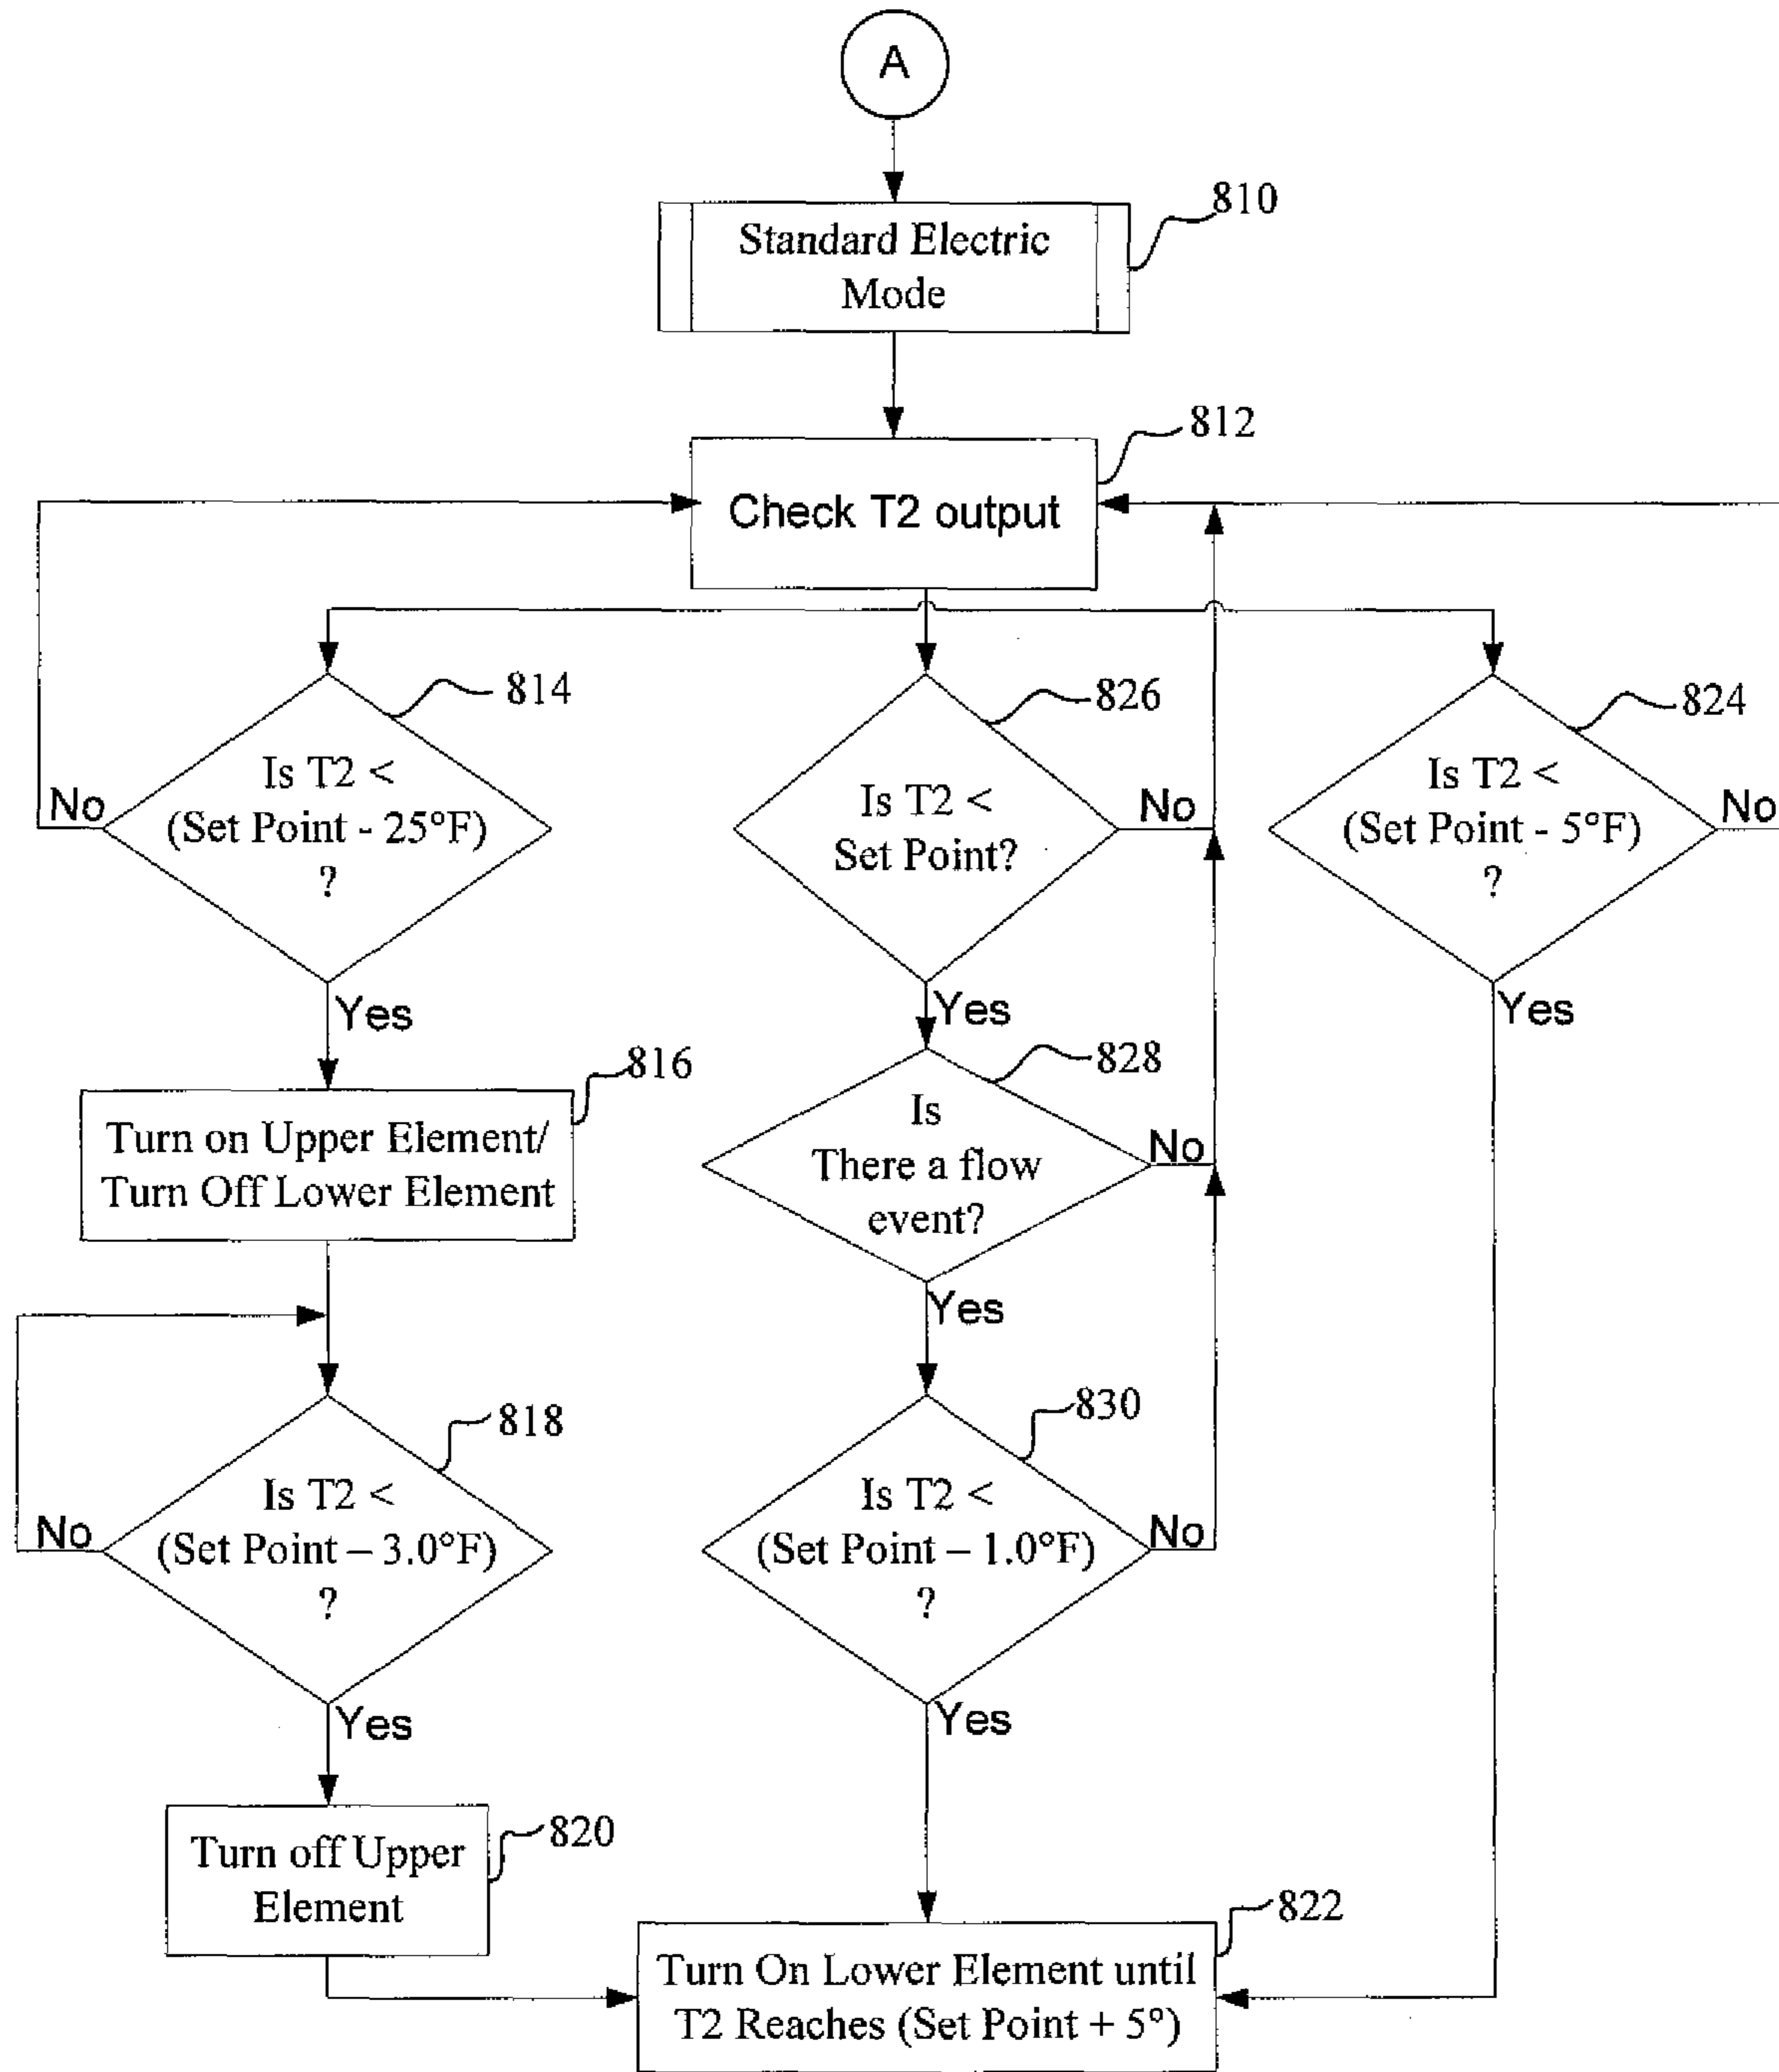 A
810
Standard Electric
Mode
812
Check T2 output
814
Is T2 <
(Set Point - 25°F)
?
No
Yes
826
Is T2 <
Set Point?
No
Yes
824
Is T2 <
(Set Point - 5°F)
?
No
Yes
816
Turn on Upper Element/
Turn Off Lower Element
828
Is
There a flow
event?
No
Yes
818
Is T2 <
(Set Point – 3.0°F)
?
No
Yes
830
Is T2 <
(Set Point – 1.0°F)
?
No
Yes
820
Turn off Upper
Element
822
Turn On Lower Element until
T2 Reaches (Set Point + 5°)